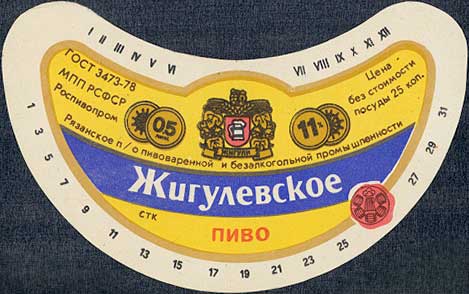 I II III IV V VI
VII VIII IX X XI XII
ГОСТ 3473-78
МПП РСФСР
Роспивопром
0,5
11%
Цена
без стоимости
посуды 25 коп.
ЖИГУЛИ
Рязанское п/о пивоваренной и безалкогольной промышленности
Жигулевское
стк
ПИВО
1 3 5 7 9 11 13 15 17 19 21 23 25 27 29 31